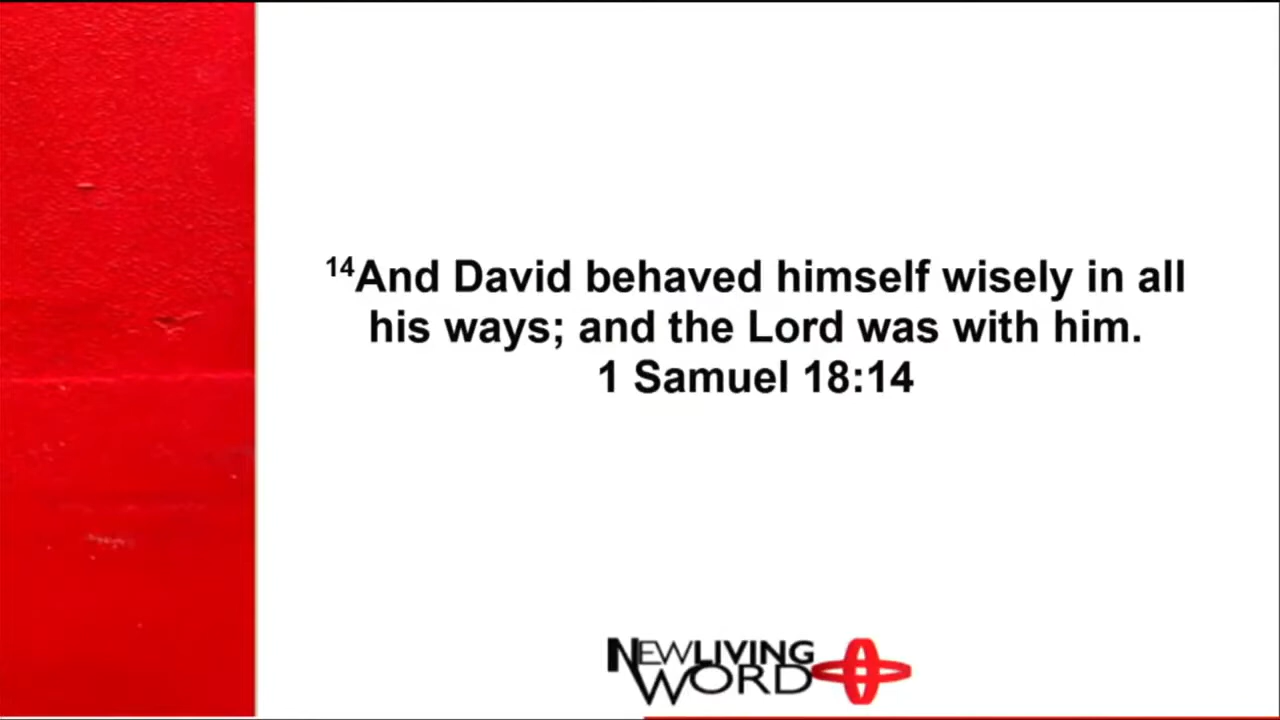 14And David behaved himself wisely in all
his ways; and the Lord was with him.
1 Samuel 18:14
NEWLIVING
WORD